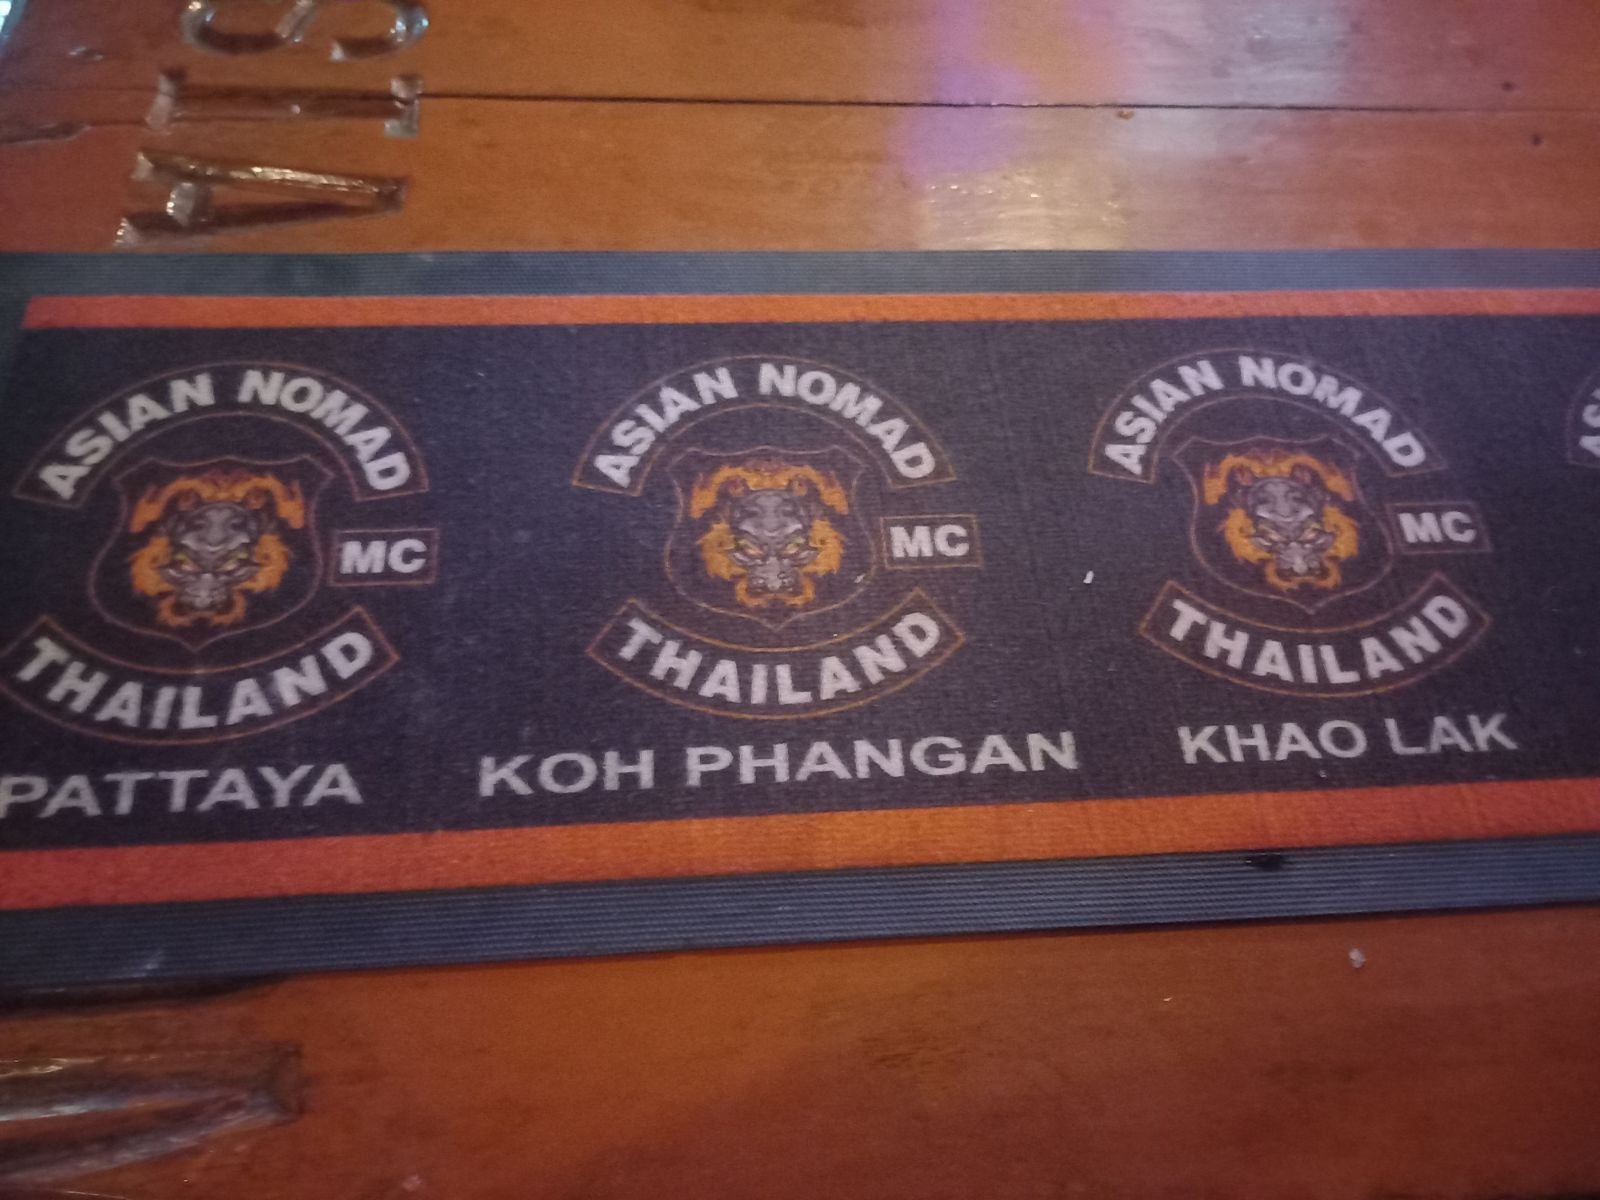 ASIAN NOMAD
MC
THAILAND
PATTAYA
ASIAN NOMAD
MC
THAILAND
KOH PHANGAN
ASIAN NOMAD
MC
THAILAND
KHAO LAK